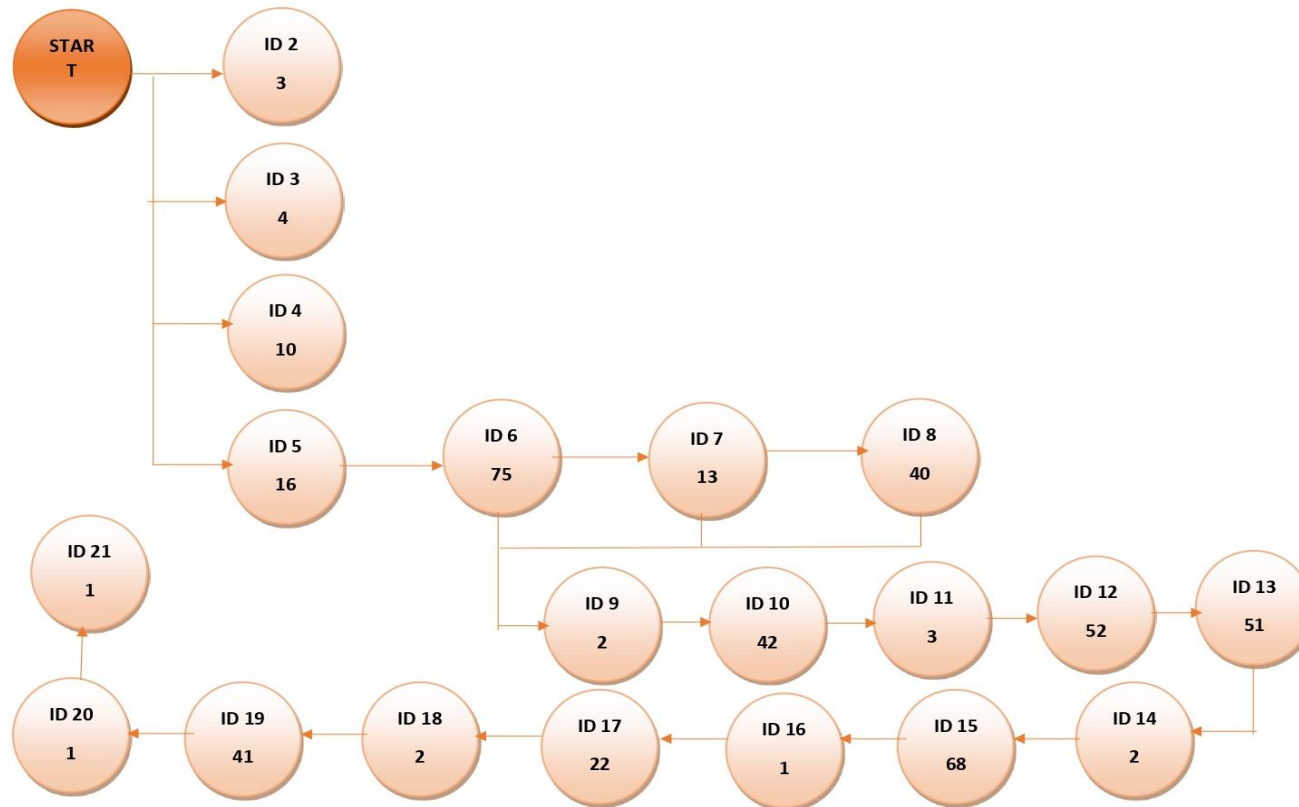 STAR
T
ID 2
3
ID 3
4
ID 4
10
ID 5
16
ID 6
75
ID 7
13
ID 8
40
ID 9
2
ID 10
42
ID 11
3
ID 12
52
ID 13
51
ID 14
2
ID 15
68
ID 16
1
ID 17
22
ID 18
2
ID 19
41
ID 20
1
ID 21
1